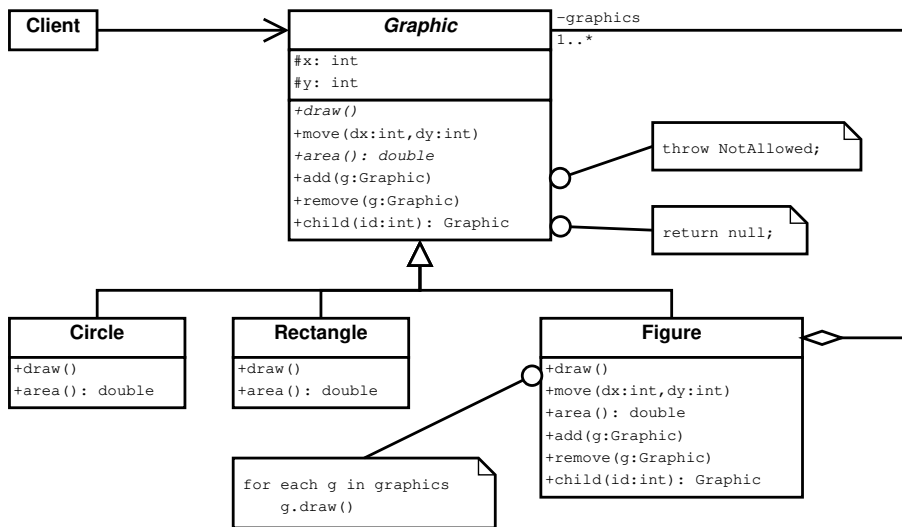 Client
Graphic
#x: int
#y: int
+draw()
+move(dx:int,dy:int)
+area(): double
+add(g:Graphic)
+remove(g:Graphic)
+child(id:int): Graphic
-graphics
1..*
throw NotAllowed;
return null;
Circle
+draw()
+area(): double
Rectangle
+draw()
+area(): double
Figure
+draw()
+move(dx:int,dy:int)
+area(): double
+add(g:Graphic)
+remove(g:Graphic)
+child(id:int): Graphic
for each g in graphics
g.draw()